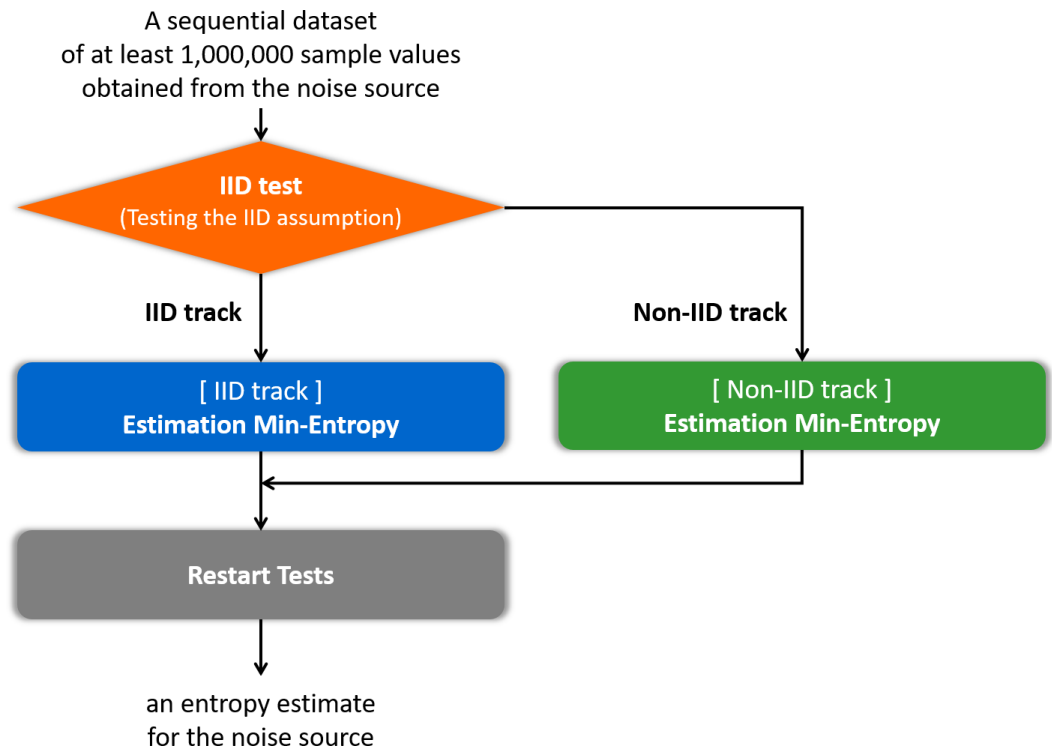 A sequential dataset
of at least 1,000,000 sample values
obtained from the noise source
IID test
(Testing the IID assumption)
IID track
Non-IID track
[ IID track ]
Estimation Min-Entropy
[ Non-IID track ]
Estimation Min-Entropy
Restart Tests
an entropy estimate
for the noise source